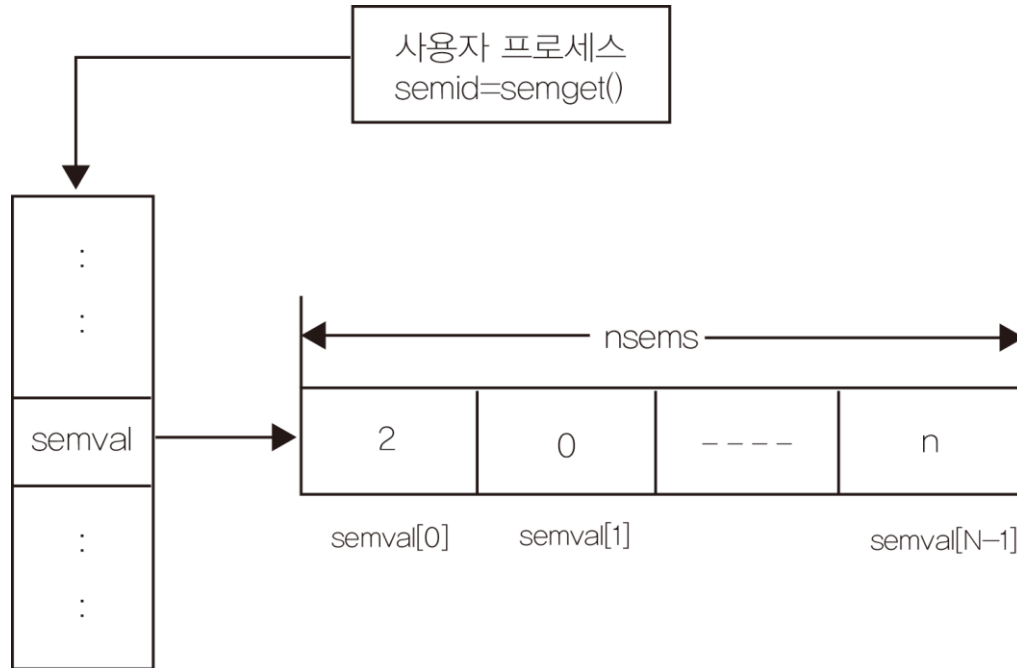 사용자 프로세스
semid=semget()
:
:
nsems
semval
2
0
----
n
semval[0]
semval[1]
semval[N-1]
:
: